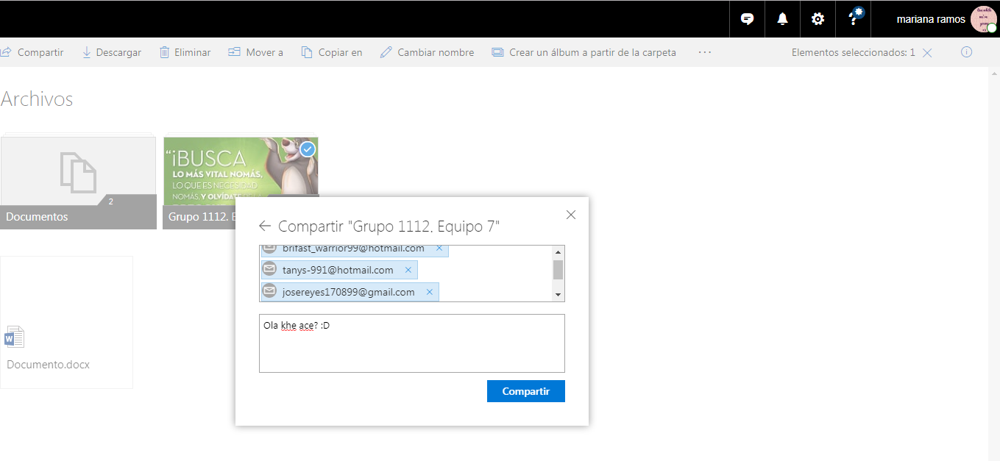 mariana ramos
Compartir
Descargar
Eliminar
Mover a
Copiar en
Cambiar nombre
Crear un álbum a partir de la carpeta
...
Elementos seleccionados: 1
Archivos
2
Documentos
“¡BUSCA
LO MÁS VITAL NOMÁS,
LO QUE ES NECESIDAD
NOMÁS, Y OLVÍDATE
Grupo 1112. E
Compartir "Grupo 1112. Equipo 7"
brifast_warrior99@hotmail.com
tanys-991@hotmail.com
josereyes170899@gmail.com
Ola khe ace? :D
Compartir
W
Documento.docx